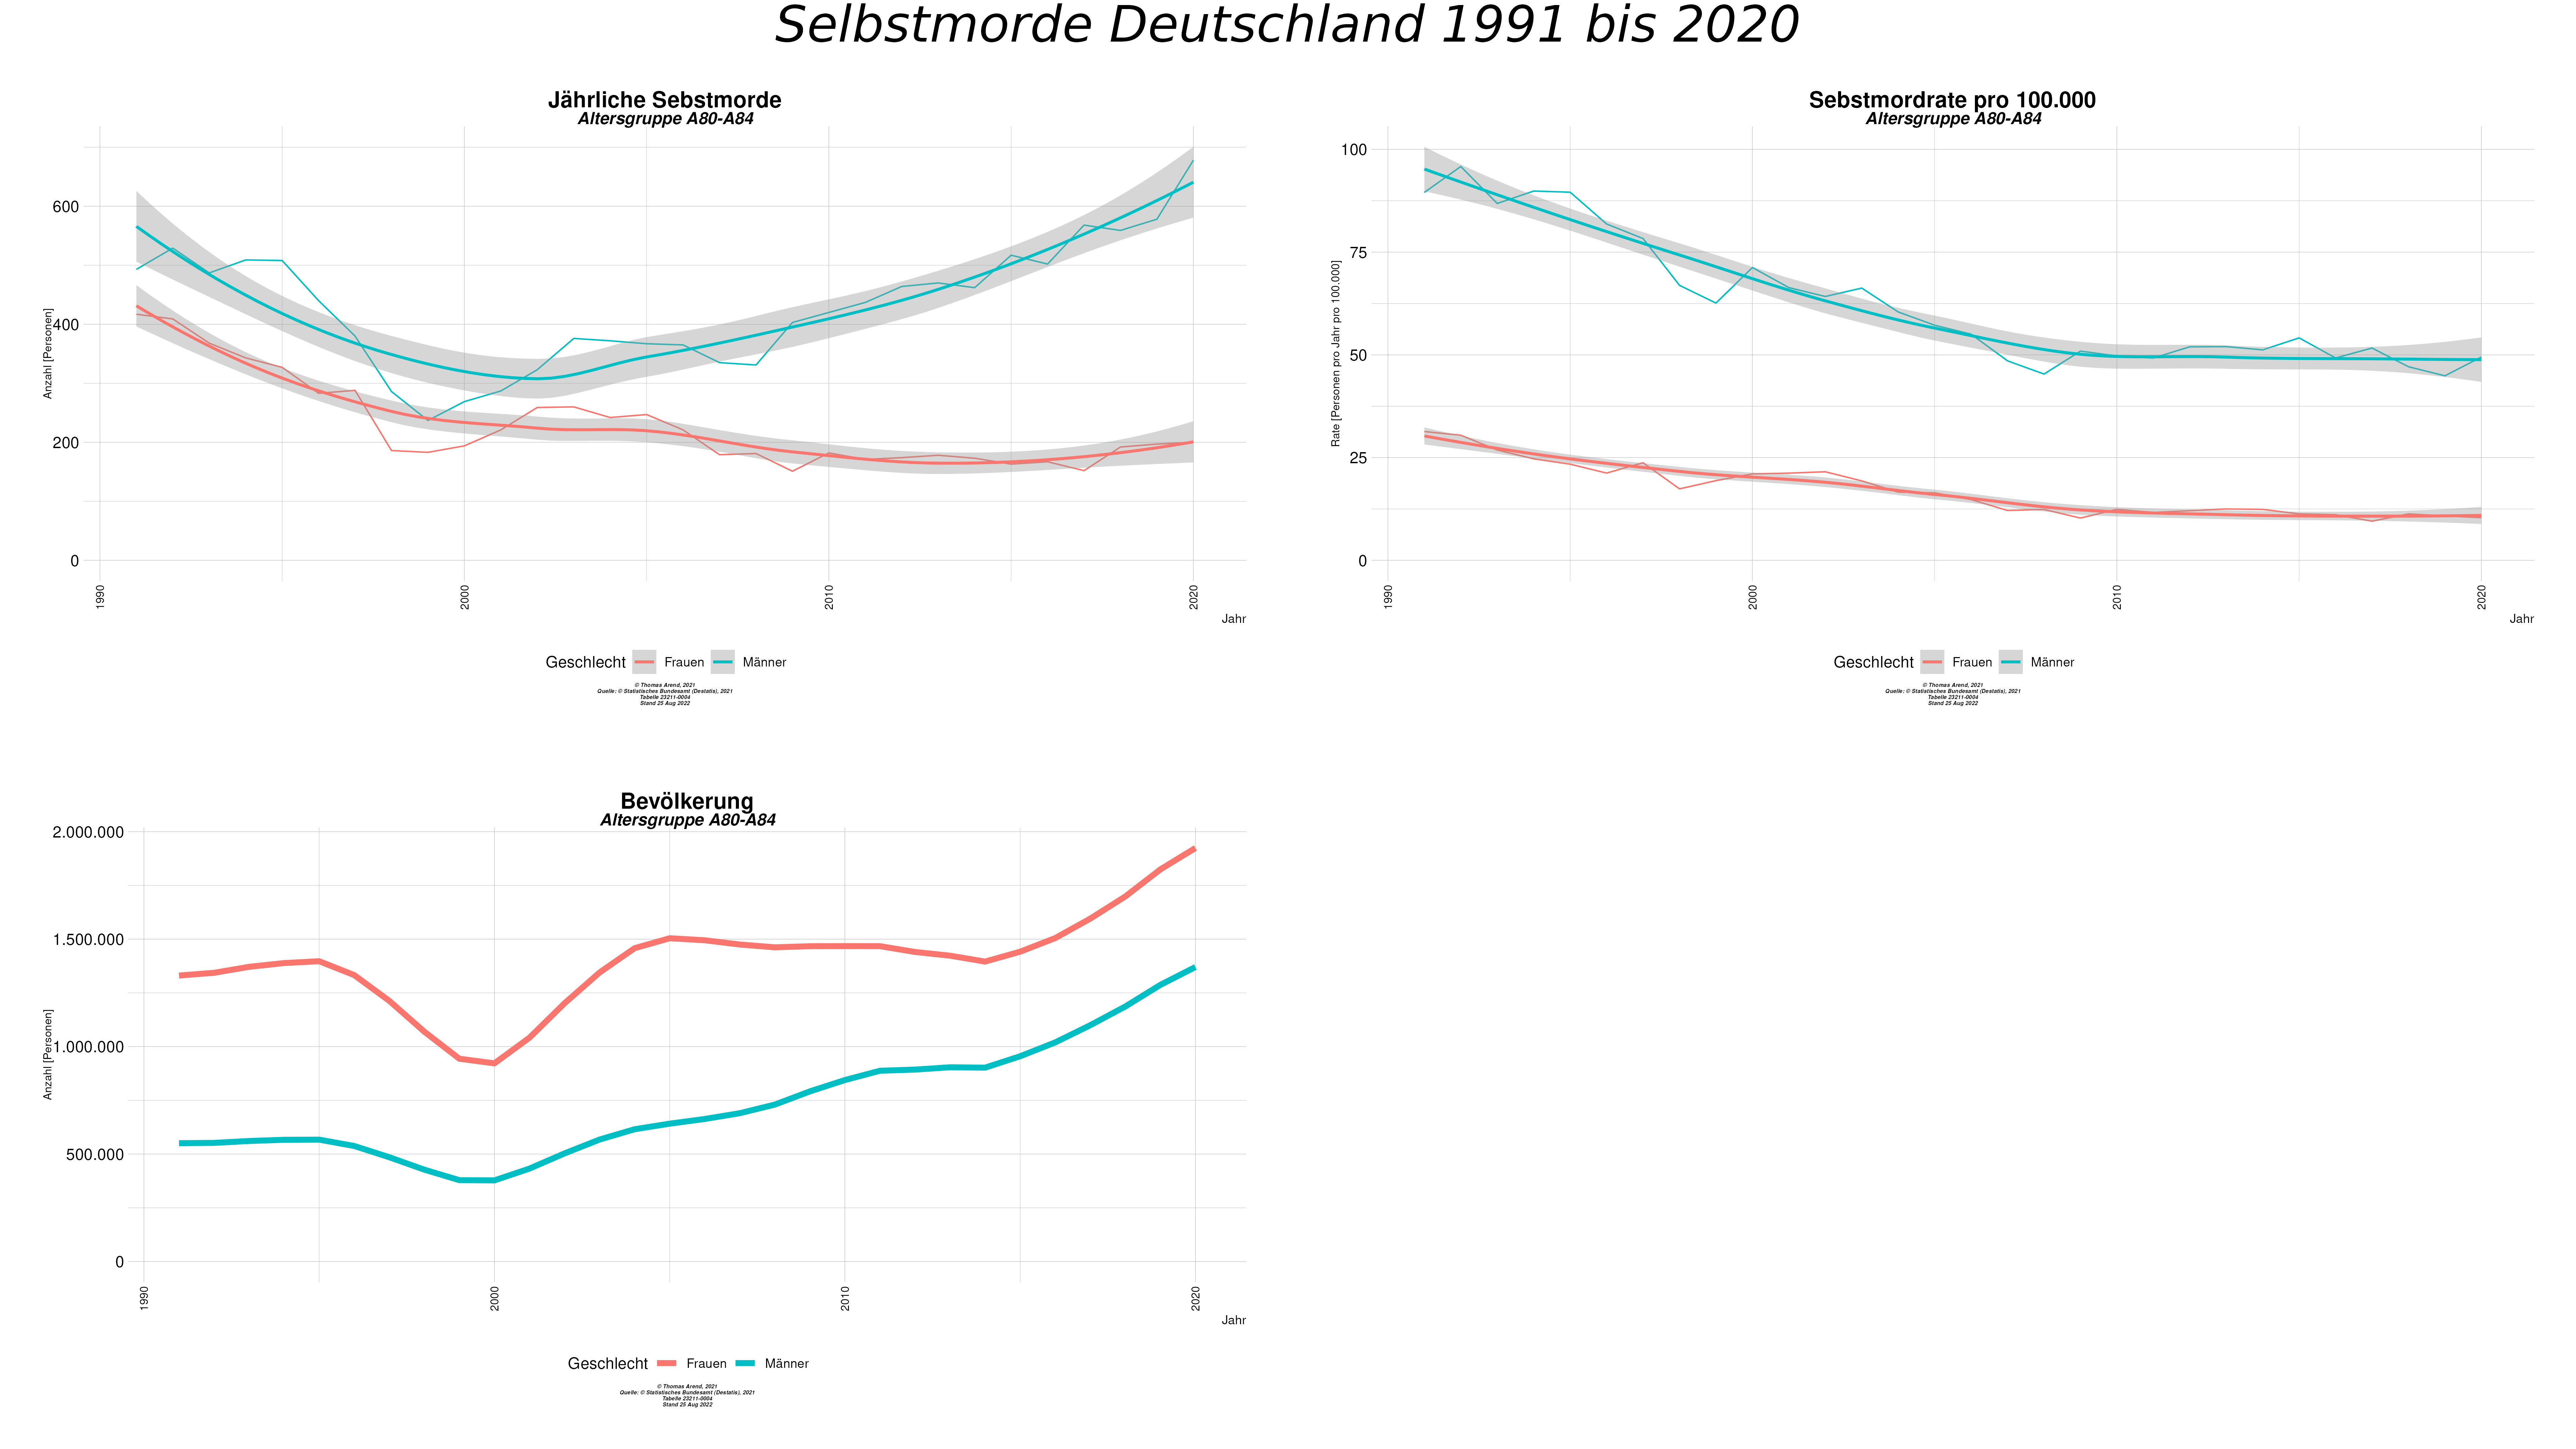 Selbstmorde Deutschland 1991 bis 2020
Jährliche Sebstmorde
Altersgruppe A80-A84
Anzahl [Personen]
600
400
200
0
1990
2000
2010
2020
Jahr
Geschlecht Frauen Männer
© Thomas Arend, 2021
Quelle: © Statistisches Bundesamt (Destatis), 2021
Tabelle 23211-0004
Stand 25 Aug 2022
Sebstmordrate pro 100.000
Altersgruppe A80-A84
Rate [Personen pro Jahr pro 100.000]
100
75
50
25
0
1990
2000
2010
2020
Jahr
Geschlecht Frauen Männer
© Thomas Arend, 2021
Quelle: © Statistisches Bundesamt (Destatis), 2021
Tabelle 23211-0004
Stand 25 Aug 2022
Bevölkerung
Altersgruppe A80-A84
Anzahl [Personen]
2.000.000
1.500.000
1.000.000
500.000
0
1990
2000
2010
2020
Jahr
Geschlecht Frauen Männer
© Thomas Arend, 2021
Quelle: © Statistisches Bundesamt (Destatis), 2021
Tabelle 23211-0004
Stand 25 Aug 2022